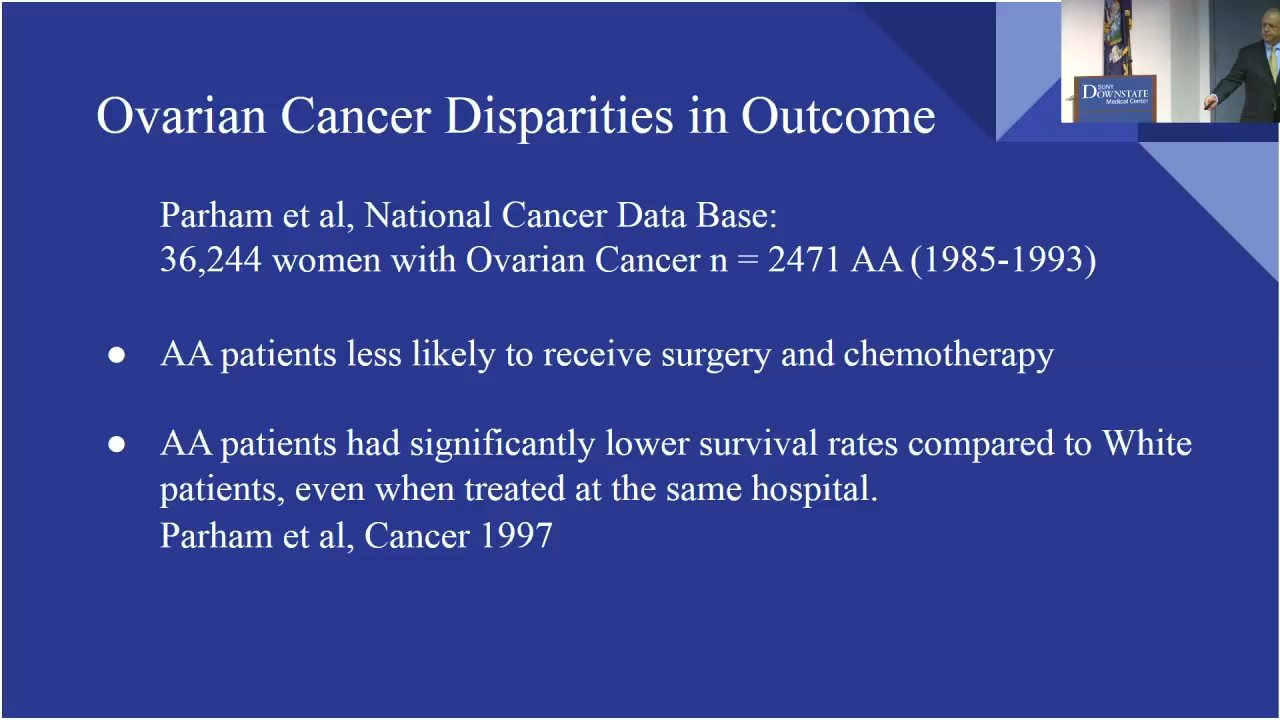 Ovarian Cancer Disparities in Outcome
Parham et al, National Cancer Data Base:
36,244 women with Ovarian Cancer n = 2471 AA (1985-1993)
● AA patients less likely to receive surgery and chemotherapy
● AA patients had significantly lower survival rates compared to White
patients, even when treated at the same hospital.
Parham et al, Cancer 1997
SUNY
DOWNSTATE
Medical Center